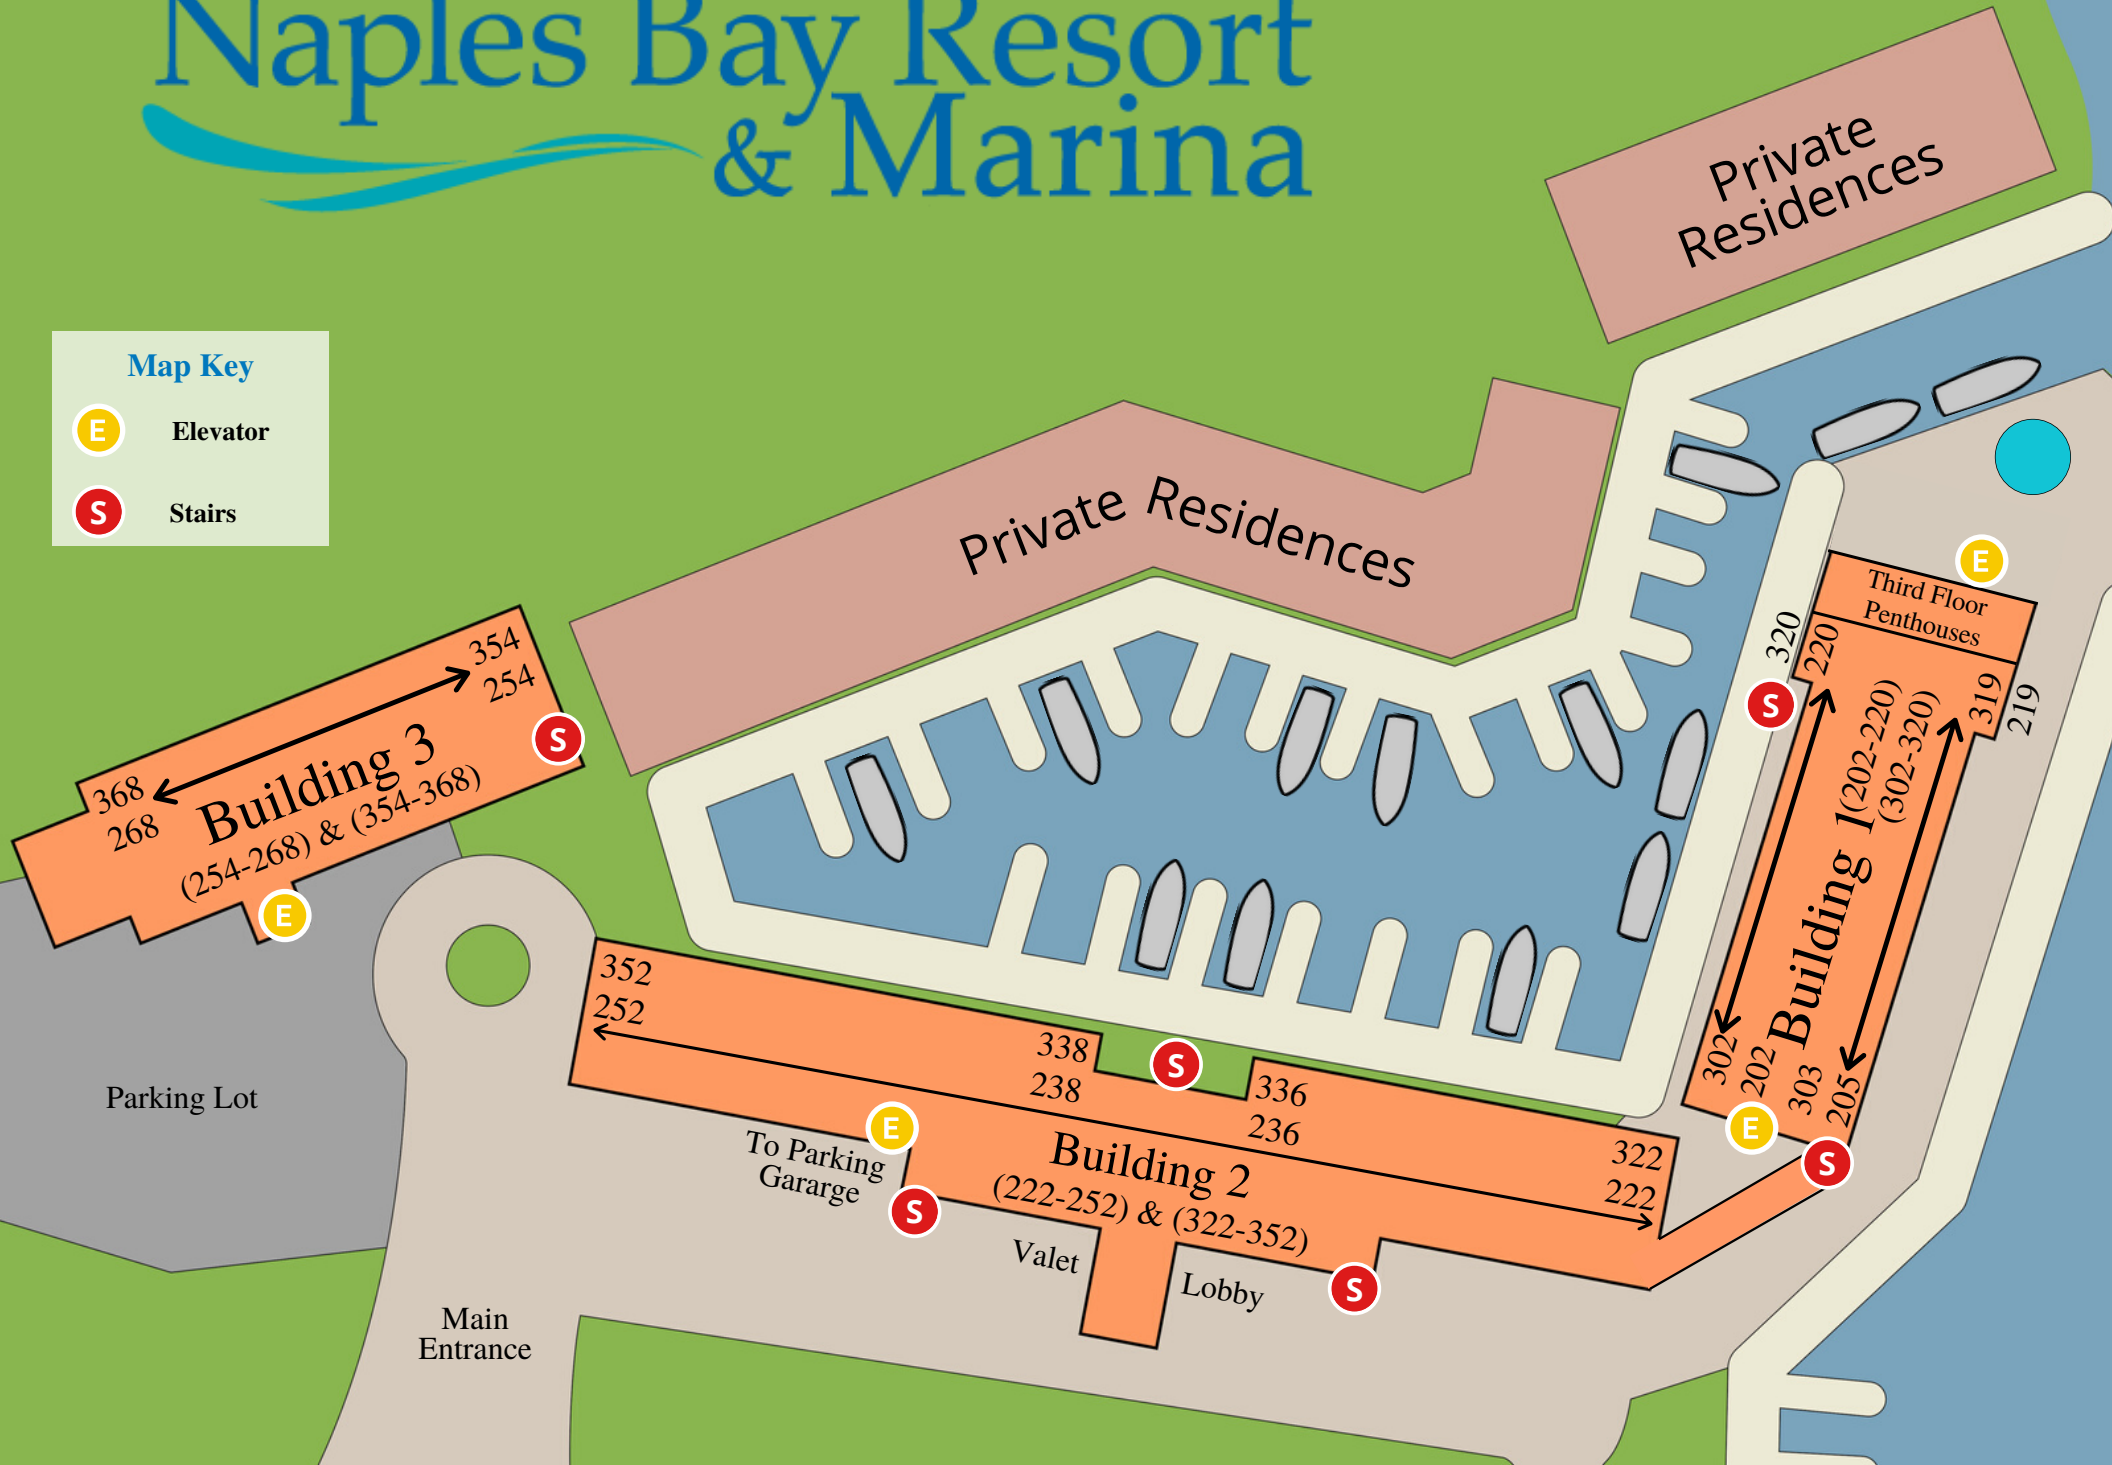 Naples Bay Resort
& Marina
Private
Residences
Map Key
E Elevator
S Stairs
Private Residences
E
Third Floor
Penthouses
320
220
S
319
219
Building 1
(202-220)
(302-320)
302
202
303
205
E
S
354
254
S
368
268
Building 3
(254-268) & (354-368)
E
352
252
338
238
S
336
236
322
222
E
To Parking
Gararge
S
Building 2
(222-252) & (322-352)
Valet
Lobby
S
Parking Lot
Main
Entrance